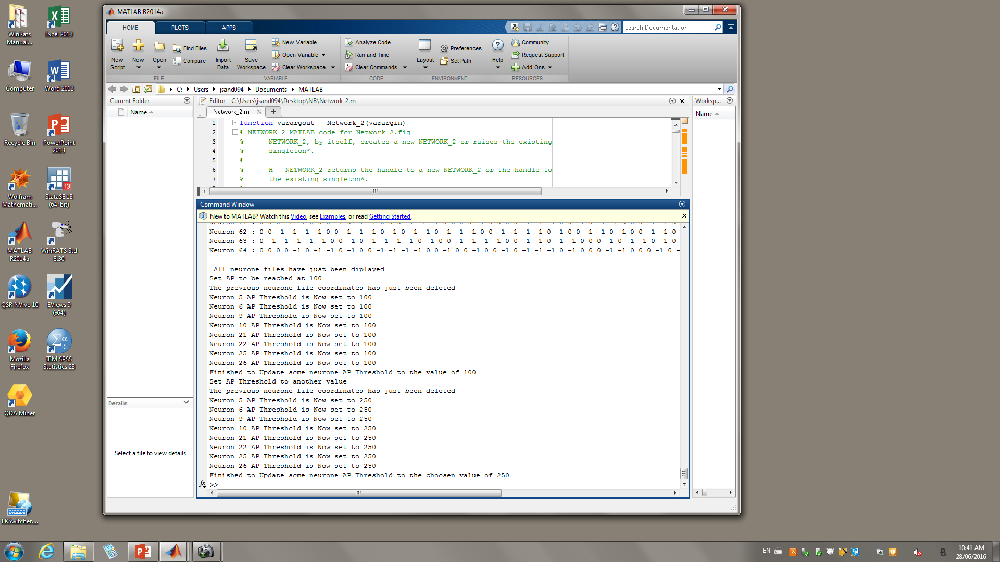 MATLAB R2014a
HOME PLOTS APPS
Search Documentation
New Script
New
Open
Find Files
Compare
FILE
Import Data
Save Workspace
New Variable
Open Variable
Clear Workspace
VARIABLE
Analyze Code
Run and Time
Clear Commands
CODE
Layout
Preferences
Set Path
ENVIRONMENT
Help
Community
Request Support
Add-Ons
RESOURCES
C: Users jsand094 Documents MATLAB
Current Folder
Name
Details
Select a file to view details
Editor - C:\Users\jsand094\Desktop\NB\Network_2.m
Network_2.m
1 function varargout = Network_2(varargin)
2 % NETWORK_2 MATLAB code for Network_2.fig
3 % NETWORK_2, by itself, creates a new NETWORK_2 or raises the existing
4 % singleton*.
5 %
6 % H = NETWORK_2 returns the handle to a new NETWORK_2 or the handle to
7 % the existing singleton*.
Worksp...
Name
Command Window
New to MATLAB? Watch this Video, see Examples, or read Getting Started.
Neuron 62 : 0 0 -1 -1 -1 -1 0 0 -1 -1 -1 0 -1 0 -1 -1 0 -1 0 -1 -1 0 0 -1 -1 0 -1 0 -1 0 0 -1 -1 0 -1 -1 0 0 -1 -1 0
Neuron 63 : 0 -1 -1 -1 -1 -1 0 0 -1 0 -1 -1 -1 -1 0 -1 0 0 -1 -1 -1 -1 0 0 -1 -1 0 -1 -1 0 0 0 -1 0 -1 -1 0 -1 0
Neuron 64 : 0 0 0 0 -1 0 -1 -1 0 -1 0 0 -1 -1 -1 0 0 -1 0 0 -1 0 0 -1 0 -1 -1 -1 0 -1 0 0 0 -1 -1 0 0 0 -1 0 -
All neurone files have just been diplayed
Set AP to be reached at 100
The previous neurone file coordinates has just been deleted
Neuron 5 AP Threshold is Now set to 100
Neuron 6 AP Threshold is Now set to 100
Neuron 9 AP Threshold is Now set to 100
Neuron 10 AP Threshold is Now set to 100
Neuron 21 AP Threshold is Now set to 100
Neuron 22 AP Threshold is Now set to 100
Neuron 25 AP Threshold is Now set to 100
Neuron 26 AP Threshold is Now set to 100
Finished to Update some neurone AP_Threshold to the value of 100
Set AP Threshold to another value
The previous neurone file coordinates has just been deleted
Neuron 5 AP Threshold is Now set to 250
Neuron 6 AP Threshold is Now set to 250
Neuron 9 AP Threshold is Now set to 250
Neuron 10 AP Threshold is Now set to 250
Neuron 21 AP Threshold is Now set to 250
Neuron 22 AP Threshold is Now set to 250
Neuron 25 AP Threshold is Now set to 250
Neuron 26 AP Threshold is Now set to 250
Finished to Update some neurone AP_Threshold to the choosen value of 250
fx >>
WinRats Manual...
Excel 2013
Computer
Word 2013
Recycle Bin
PowerPoint 2013
Wolfram Mathemati...
StataSE 13 (64-bit)
MATLAB R2014a
WinRATS Std 8.30
QSR NVivo 10
EViews 9 (x64)
Mozilla Firefox
IBM SPSS Statistics 23
QDA Miner
LKSwitcher....
EN
10:41 AM
28/06/2016